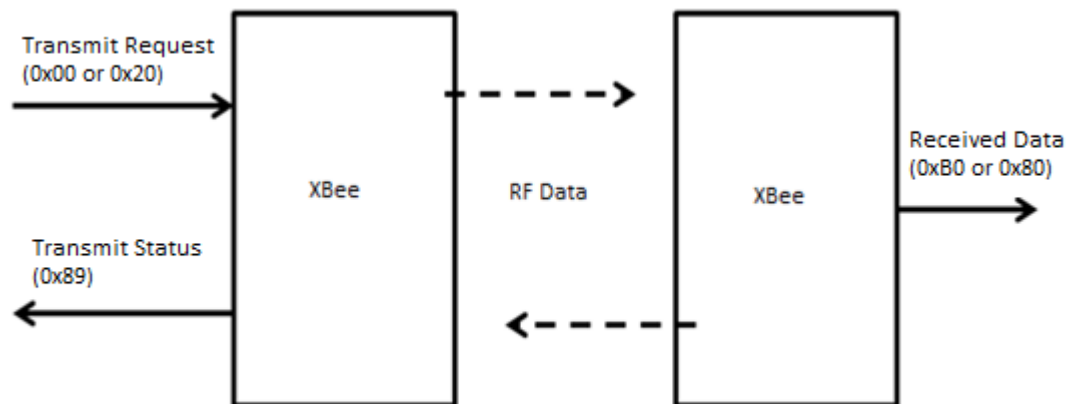 Transmit Request
(0x00 or 0x20)
Transmit Status
(0x89)
XBee
RF Data
XBee
Received Data
(0xB0 or 0x80)